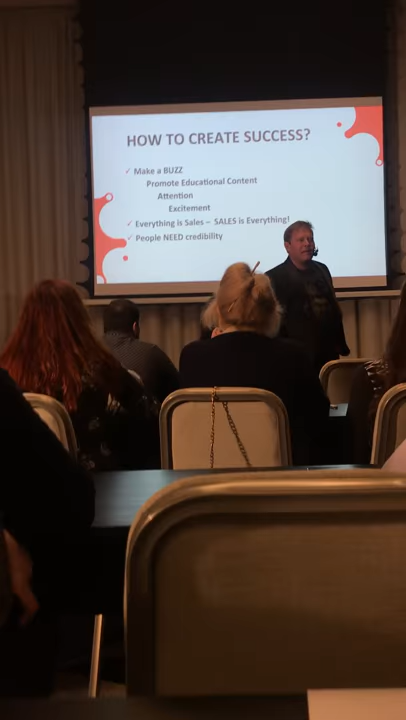 HOW TO CREATE SUCCESS?
✓ Make a BUZZ
Promote Educational Content
Attention
Excitement
✓ Everything is Sales – SALES is Everything!
✓ People NEED credibility